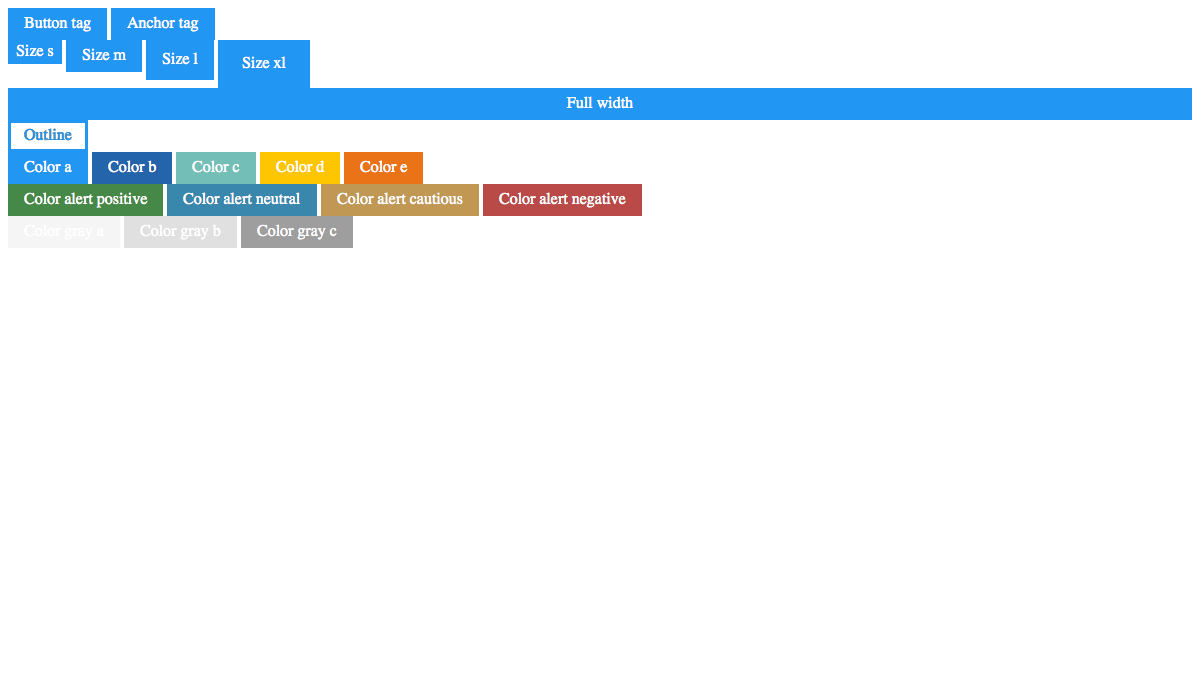 Button tag Anchor tag
Size s Size m Size l Size xl
Full width
Outline
Color a Color b Color c Color d Color e
Color alert positive Color alert neutral Color alert cautious Color alert negative
Color gray a Color gray b Color gray c